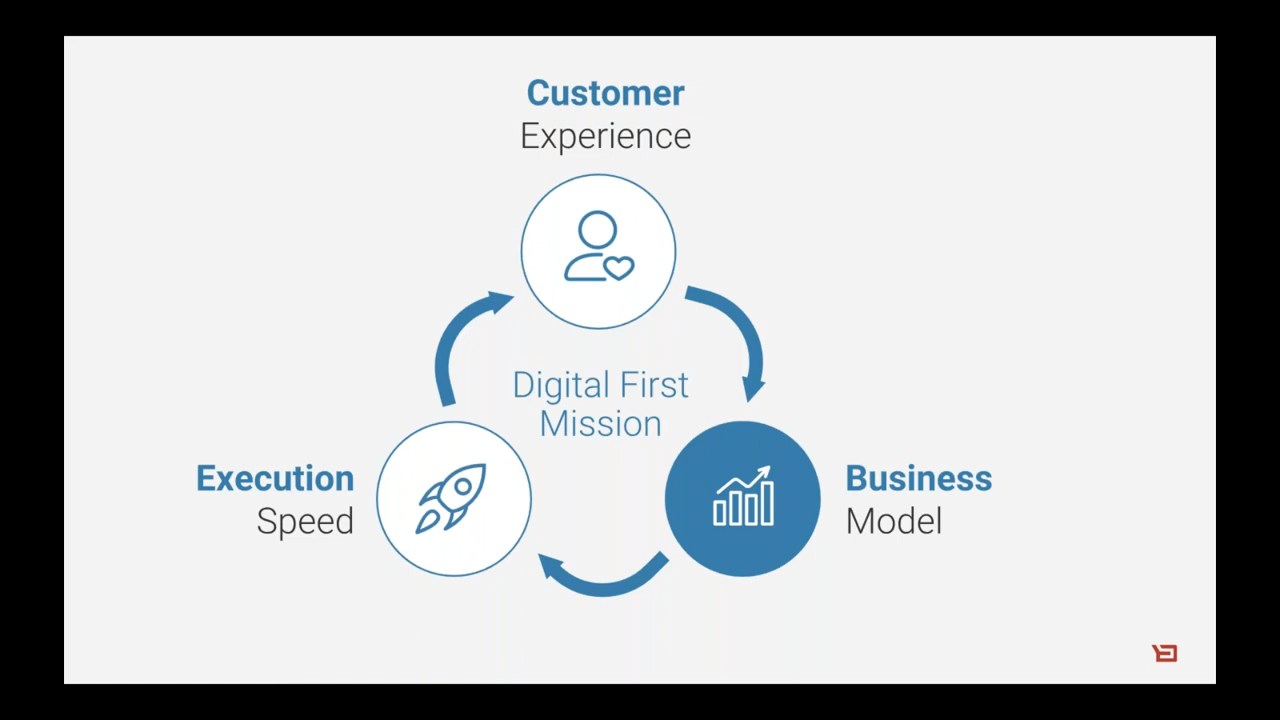 Customer
Experience
Digital First
Mission
Execution
Speed
Business
Model